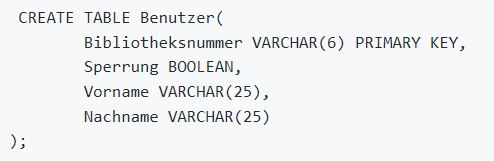 CREATE TABLE Benutzer(
Bibliotheksnummer VARCHAR(6) PRIMARY KEY,
Sperrung BOOLEAN,
Vorname VARCHAR(25),
Nachname VARCHAR(25)
);